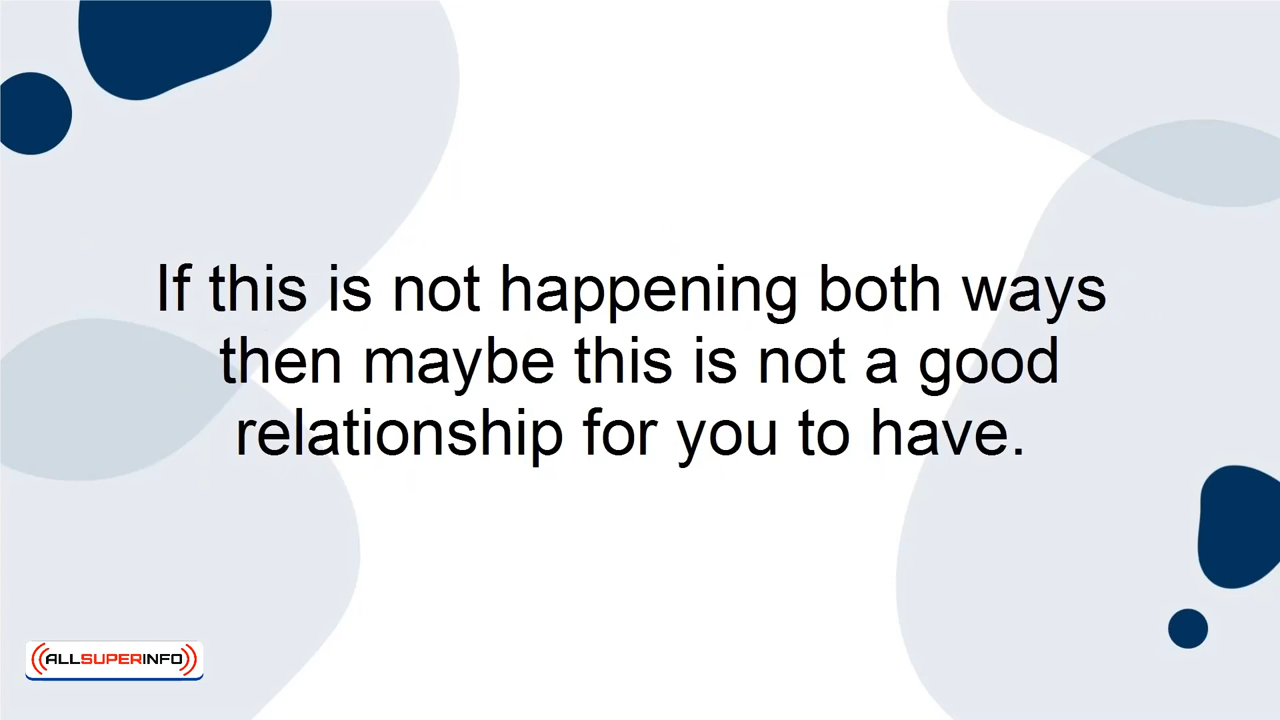 If this is not happening both ways
then maybe this is not a good
relationship for you to have.
ALLSUPERINFO